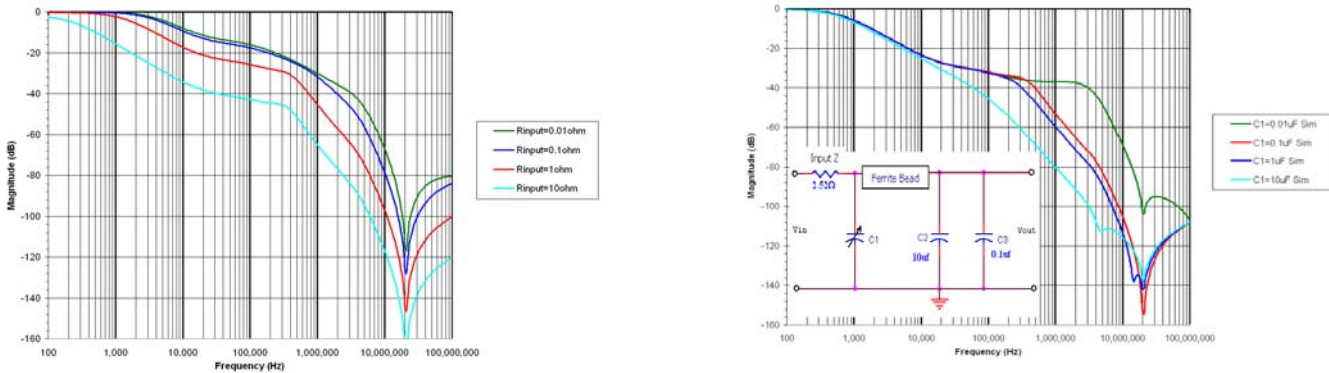 0
-20
-40
-60
-80
-100
-120
-140
-160
Magnitude (dB)
100
1,000
10,000
100,000
1,000,000
10,000,000
100,000,000
Frequency (Hz)
Rinput=0.01ohm
Rinput=0.1ohm
Rinput=1ohm
Rinput=10ohm
0
-20
-40
-60
-80
-100
-120
-140
-160
Magnitude (dB)
100
1,000
10,000
100,000
1,000,000
10,000,000
100,000,000
Frequency (Hz)
Input Z
2.52Ω
Ferrite Bead
Vin
C1
C2
10uf
C3
0.1uf
Vout
C1=0.01uF Sim
C1=0.1uF Sim
C1=1uF Sim
C1=10uF Sim